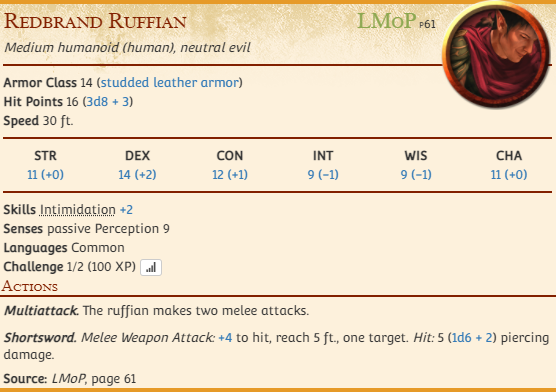 Redbrand Ruffian LMoP p61
Medium humanoid (human), neutral evil
Armor Class 14 (studded leather armor)
Hit Points 16 (3d8 + 3)
Speed 30 ft.
STR DEX CON INT WIS CHA
11 (+0) 14 (+2) 12 (+1) 9 (−1) 9 (−1) 11 (+0)
Skills Intimidation +2
Senses passive Perception 9
Languages Common
Challenge 1/2 (100 XP)
Actions
Multiattack. The ruffian makes two melee attacks.
Shortsword. Melee Weapon Attack: +4 to hit, reach 5 ft., one target. Hit: 5 (1d6 + 2) piercing
damage.
Source: LMoP, page 61